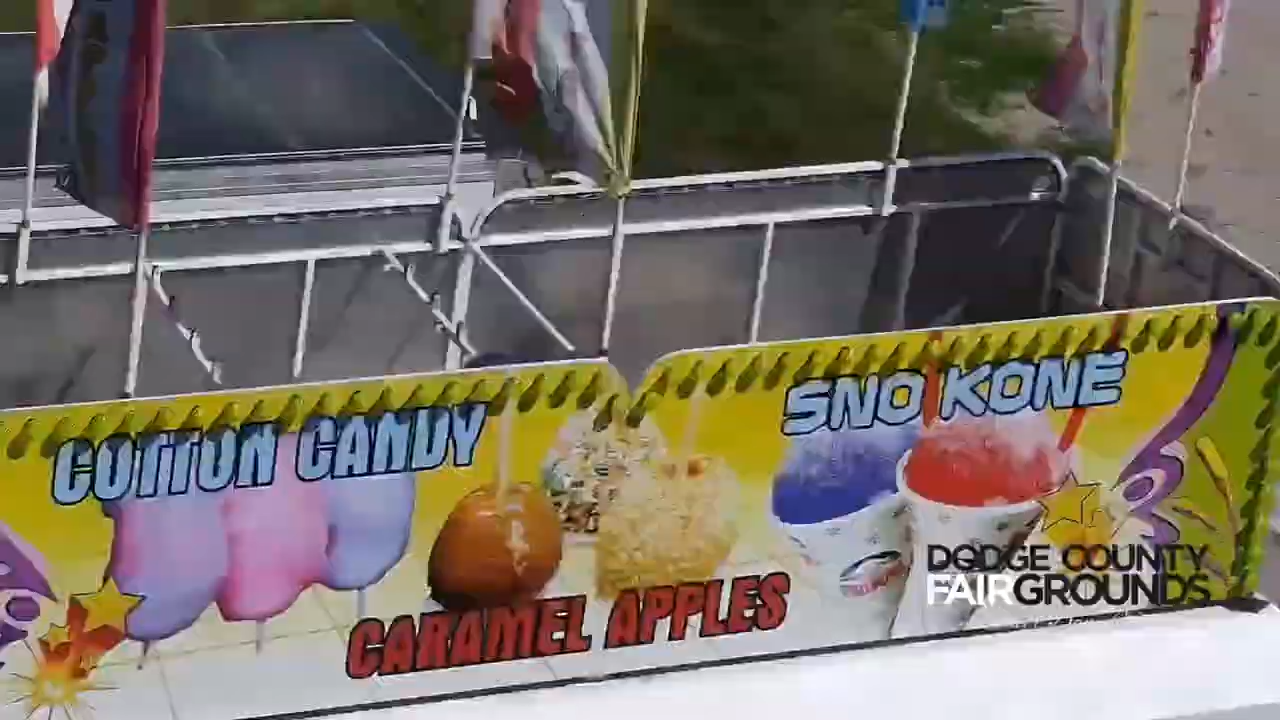 COTTON CANDY
SNO KONE
CARAMEL APPLES
DODGE COUNTY
FAIRGROUNDS